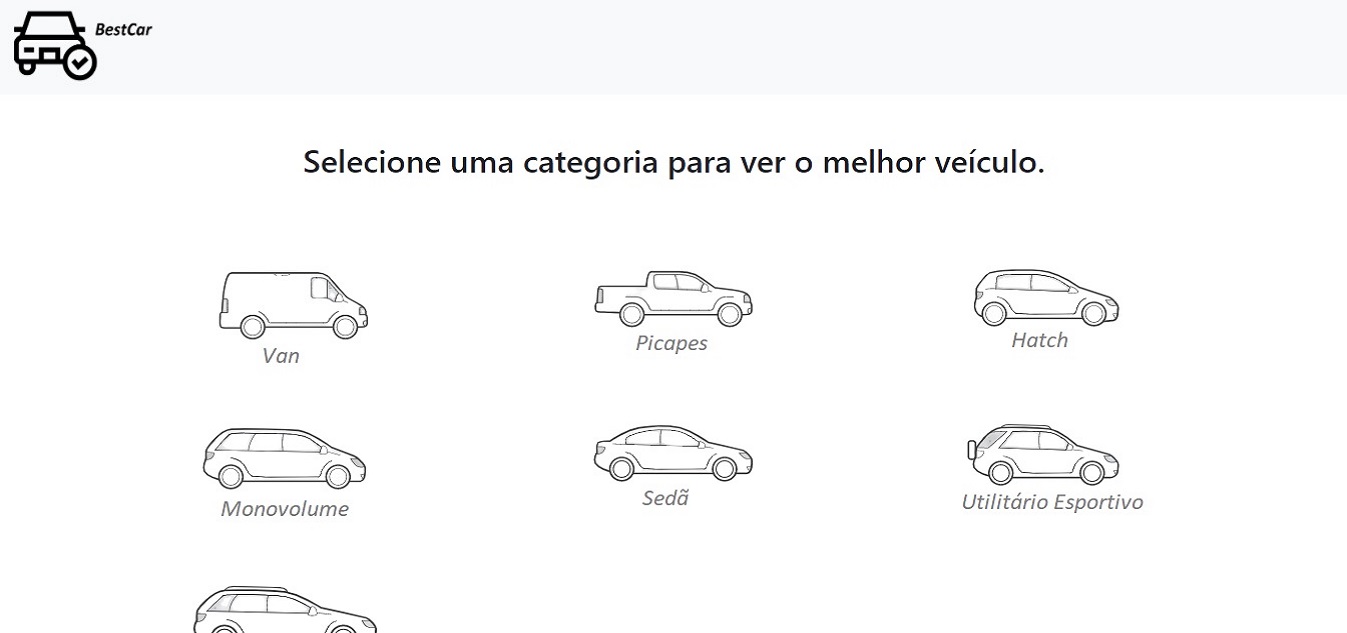 BestCar
Selecione uma categoria para ver o melhor veículo.
Van
Picapes
Hatch
Monovolume
Sedã
Utilitário Esportivo